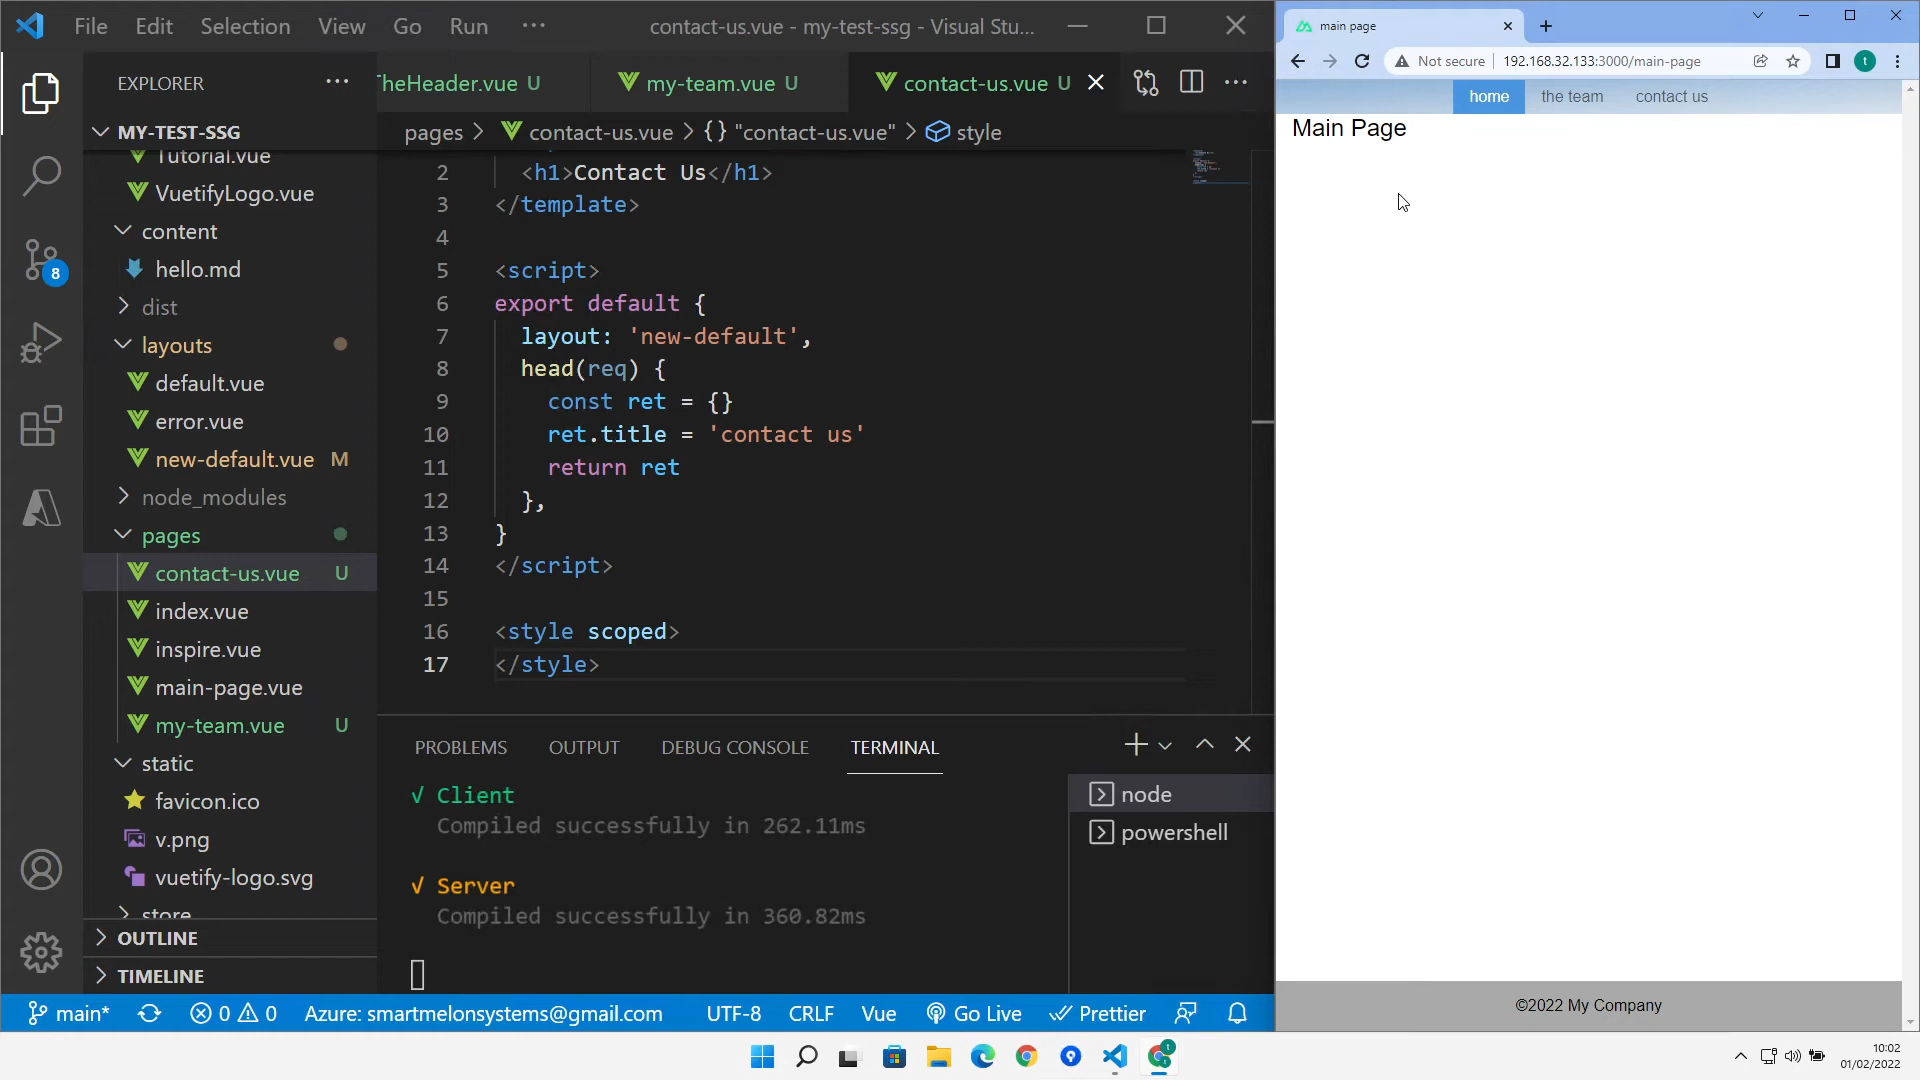 File Edit Selection View Go Run ··· contact-us.vue - my-test-ssg - Visual Stu...
EXPLORER ···
MY-TEST-SSG
Tutorial.vue
VuetifyLogo.vue
content
hello.md
dist
layouts
default.vue
error.vue
new-default.vue M
node_modules
pages
contact-us.vue U
index.vue
inspire.vue
main-page.vue
my-team.vue U
static
favicon.ico
v.png
vuetify-logo.svg
store
OUTLINE
TIMELINE
8
heHeader.vue U my-team.vue U contact-us.vue U ···
pages > contact-us.vue > {} "contact-us.vue" > style
2 <h1>Contact Us</h1>
3 </template>
4
5 <script>
6 export default {
7 layout: 'new-default',
8 head(req) {
9 const ret = {}
10 ret.title = 'contact us'
11 return ret
12 },
13 }
14 </script>
15
16 <style scoped>
17 </style>
PROBLEMS OUTPUT DEBUG CONSOLE TERMINAL
√ Client
Compiled successfully in 262.11ms
√ Server
Compiled successfully in 360.82ms
node
powershell
main* 0 0 Azure: smartmelonsystems@gmail.com UTF-8 CRLF Vue Go Live Prettier
main page
Not secure 192.168.32.133:3000/main-page t
home the team contact us
Main Page
©2022 My Company
t
10:02
01/02/2022